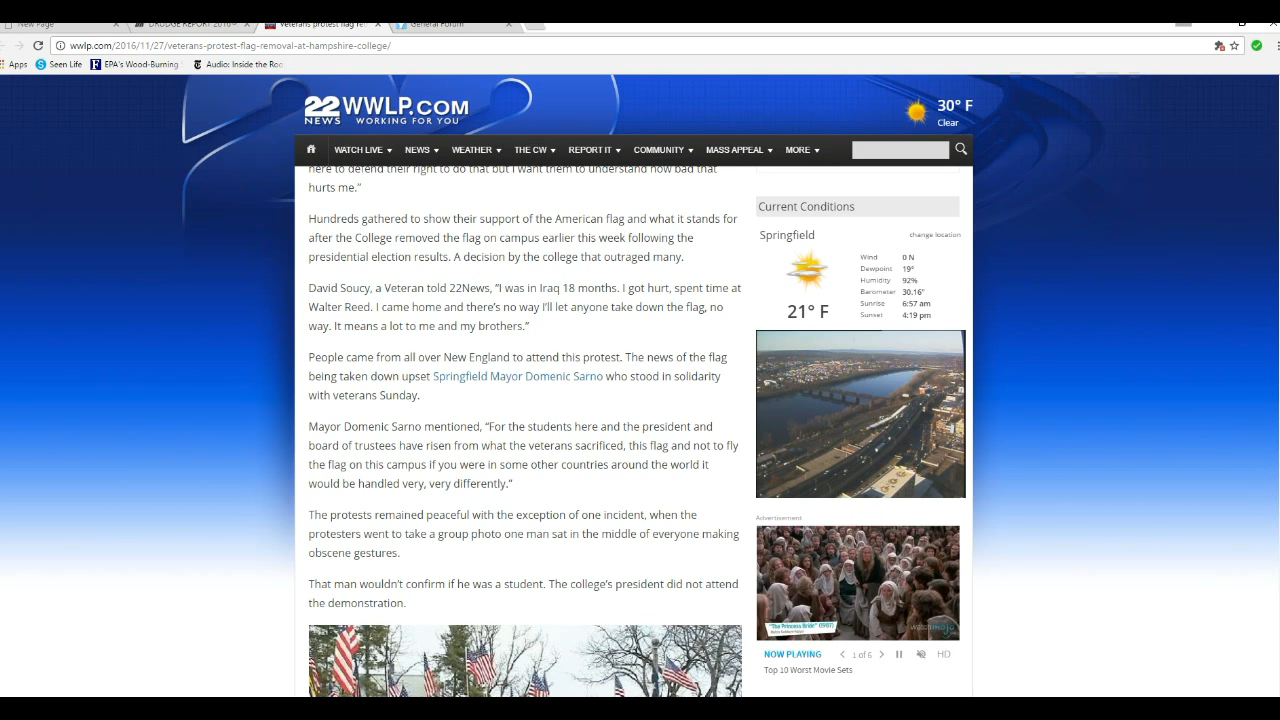 New Page
DRUDGE REPORT 2016
Veterans protest flag re
General Forum
wwlp.com/2016/11/27/veterans-protest-flag-removal-at-hampshire-college/
Apps
Seen Life
EPA's Wood-Burning
Audio: Inside the Roo
22 NEWS WWLP.COM
WORKING FOR YOU
30° F
Clear
WATCH LIVE
NEWS
WEATHER
THE CW
REPORT IT
COMMUNITY
MASS APPEAL
MORE
here to defend their right to do that but I want them to understand how bad that
hurts me.”
Hundreds gathered to show their support of the American flag and what it stands for
after the College removed the flag on campus earlier this week following the
presidential election results. A decision by the college that outraged many.
David Soucy, a Veteran told 22News, “I was in Iraq 18 months. I got hurt, spent time at
Walter Reed. I came home and there’s no way I’ll let anyone take down the flag, no
way. It means a lot to me and my brothers.”
People came from all over New England to attend this protest. The news of the flag
being taken down upset Springfield Mayor Domenic Sarno who stood in solidarity
with veterans Sunday.
Mayor Domenic Sarno mentioned, “For the students here and the president and
board of trustees have risen from what the veterans sacrificed, this flag and not to fly
the flag on this campus if you were in some other countries around the world it
would be handled very, very differently.”
The protests remained peaceful with the exception of one incident, when the
protesters went to take a group photo one man sat in the middle of everyone making
obscene gestures.
That man wouldn’t confirm if he was a student. The college’s president did not attend
the demonstration.
Current Conditions
Springfield
change location
21° F
Wind 0 N
Dewpoint 19°
Humidity 92%
Barometer 30.16"
Sunrise 6:57 am
Sunset 4:19 pm
Advertisement
"The Princess Bride" (1987)
watchmojo
NOW PLAYING
1 of 6
HD
Top 10 Worst Movie Sets